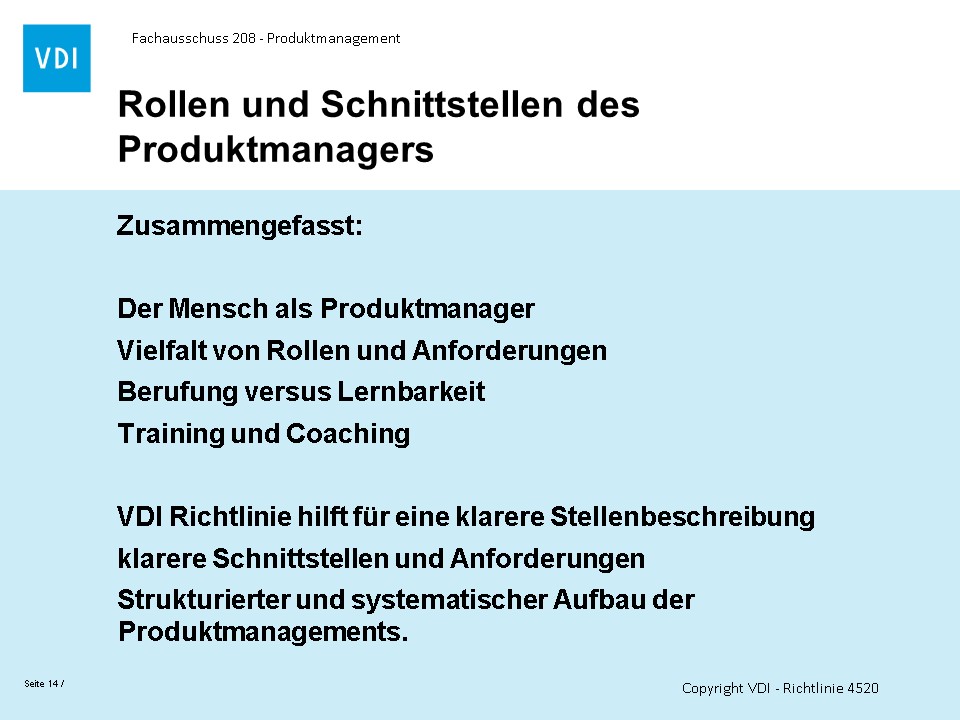 VDI
Fachausschuss 208 - Produktmanagement
Rollen und Schnittstellen des
Produktmanagers
Zusammengefasst:
Der Mensch als Produktmanager
Vielfalt von Rollen und Anforderungen
Berufung versus Lernbarkeit
Training und Coaching
VDI Richtlinie hilft für eine klarere Stellenbeschreibung
klarere Schnittstellen und Anforderungen
Strukturierter und systematischer Aufbau der
Produktmanagements.
Seite 14 /
Copyright VDI - Richtlinie 4520